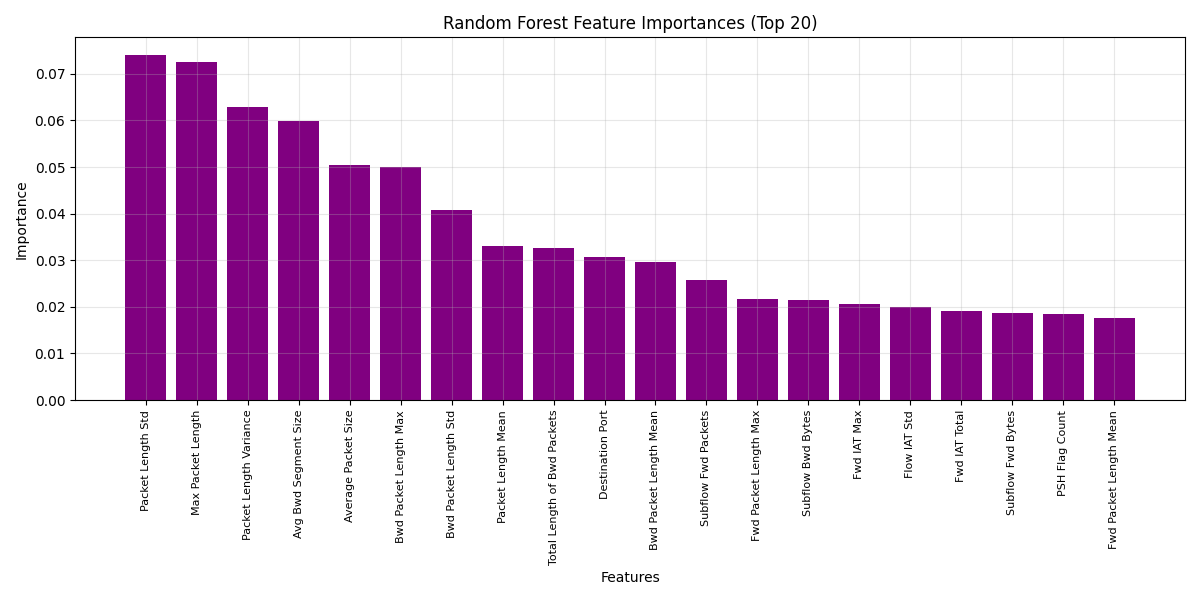 Random Forest Feature Importances (Top 20)
Importance
0.07
0.06
0.05
0.04
0.03
0.02
0.01
0.00
Packet Length Std
Max Packet Length
Packet Length Variance
Avg Bwd Segment Size
Average Packet Size
Bwd Packet Length Max
Bwd Packet Length Std
Packet Length Mean
Total Length of Bwd Packets
Destination Port
Bwd Packet Length Mean
Subflow Fwd Packets
Fwd Packet Length Max
Subflow Bwd Bytes
Fwd IAT Max
Flow IAT Std
Fwd IAT Total
Subflow Fwd Bytes
PSH Flag Count
Fwd Packet Length Mean
Features